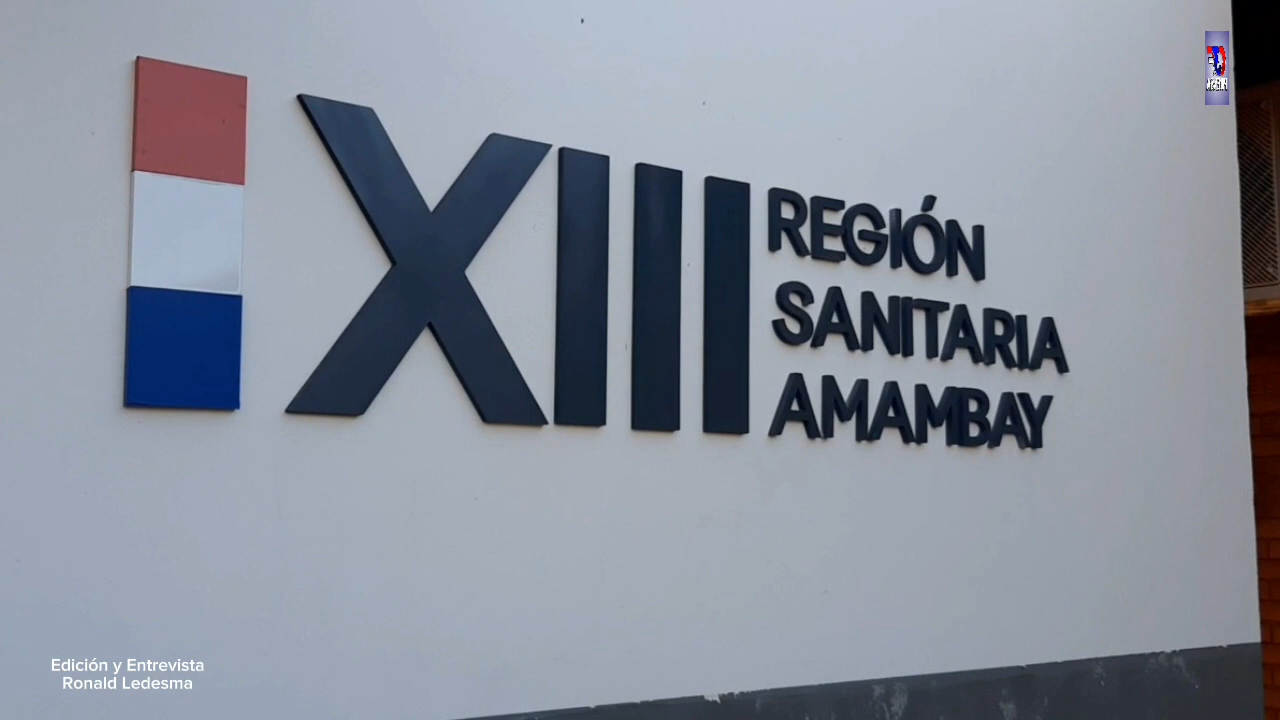 XIII
REGIÓN
SANITARIA
AMAMBAY
Edición y Entrevista
Ronald Ledesma